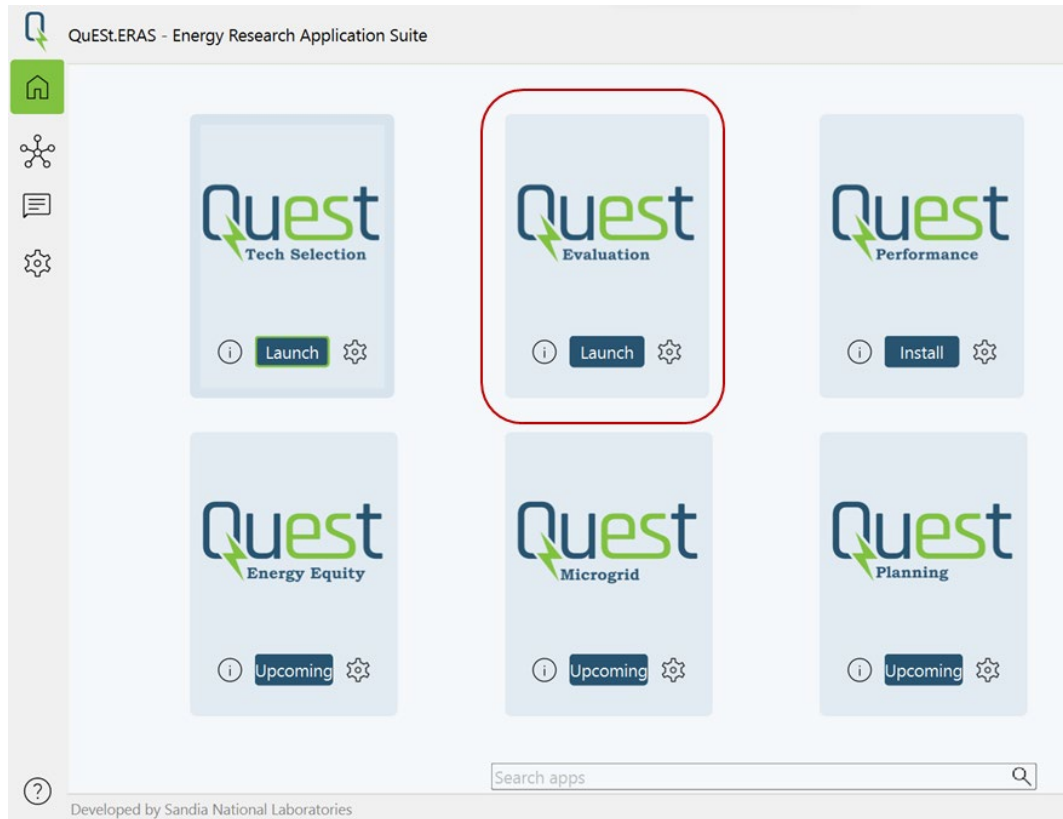 QuESt.ERAS - Energy Research Application Suite
Quest
Tech Selection
Launch
Quest
Evaluation
Launch
Quest
Performance
Install
Quest
Energy Equity
Upcoming
Quest
Microgrid
Upcoming
Quest
Planning
Upcoming
Search apps
Developed by Sandia National Laboratories